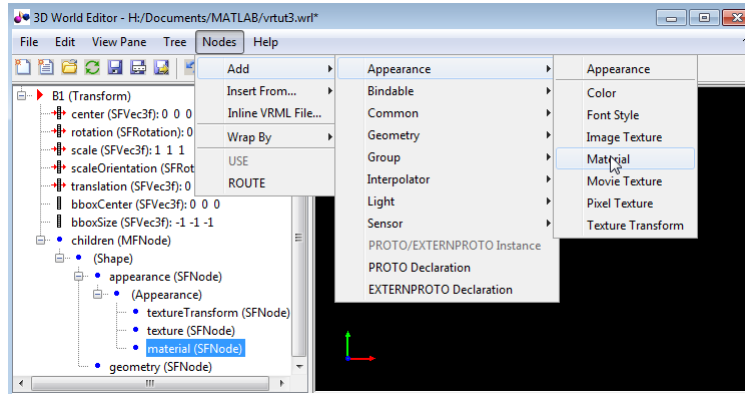 3D World Editor - H:/Documents/MATLAB/vrtut3.wrl*
File Edit View Pane Tree Nodes Help
B1 (Transform)
center (SFVec3f): 0 0 0
rotation (SFRotation): 0
scale (SFVec3f): 1 1 1
scaleOrientation (SFRot
translation (SFVec3f): 0
bboxCenter (SFVec3f): 0 0 0
bboxSize (SFVec3f): -1 -1 -1
children (MFNode)
(Shape)
appearance (SFNode)
(Appearance)
textureTransform (SFNode)
texture (SFNode)
material (SFNode)
geometry (SFNode)
Add
Insert From...
Inline VRML File...
Wrap By
USE
ROUTE
Appearance
Bindable
Common
Geometry
Group
Interpolator
Light
Sensor
PROTO/EXTERNPROTO Instance
PROTO Declaration
EXTERNPROTO Declaration
Appearance
Color
Font Style
Image Texture
Material
Movie Texture
Pixel Texture
Texture Transform